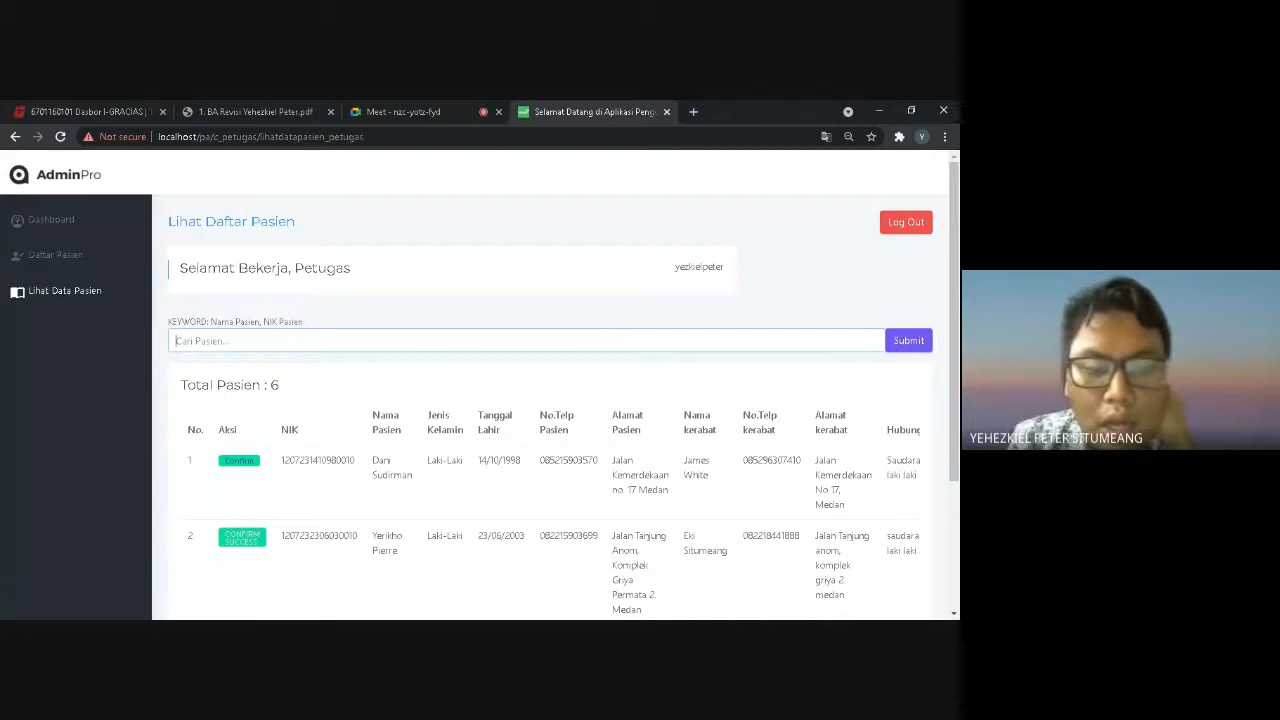 6701160101 Dasbor I-GRACIAS | 1. BA Revisi Yehezkiel Peter.pdf Meet - nzc-yotz-fyd Selamat Datang di Aplikasi Peng
Not secure | localhost/pa/c_petugas/lihatdatapasien_petugas Y
AdminPro
Dashboard
Daftar Pasien
Lihat Data Pasien
Lihat Daftar Pasien
Log Out
Selamat Bekerja, Petugas yezkielpeter
KEYWORD: Nama Pasien, NIK Pasien
Cari Pasien...
Submit
Total Pasien : 6
No. Aksi NIK Nama Pasien Jenis Kelamin Tanggal Lahir No.Telp Pasien Alamat Pasien Nama kerabat No.Telp kerabat Alamat kerabat Hubung
1 Confirm 1207231410980010 Dani Sudirman Laki-Laki 14/10/1998 085215903570 Jalan Kemerdekaan no. 17 Medan James White 085296307410 Jalan Kemerdekaan No 17, Medan Saudara laki laki
2 CONFIRM SUCCESS 1207232306030010 Yerikho Pierre Laki-Laki 23/06/2003 082215903699 Jalan Tanjung Anom, Komplek Griya Permata 2. Medan Eki Situmeang 082218441888 Jalan Tanjung anom, komplek griya 2. medan saudara laki laki
YEHEZKIEL PETER SITUMEANG